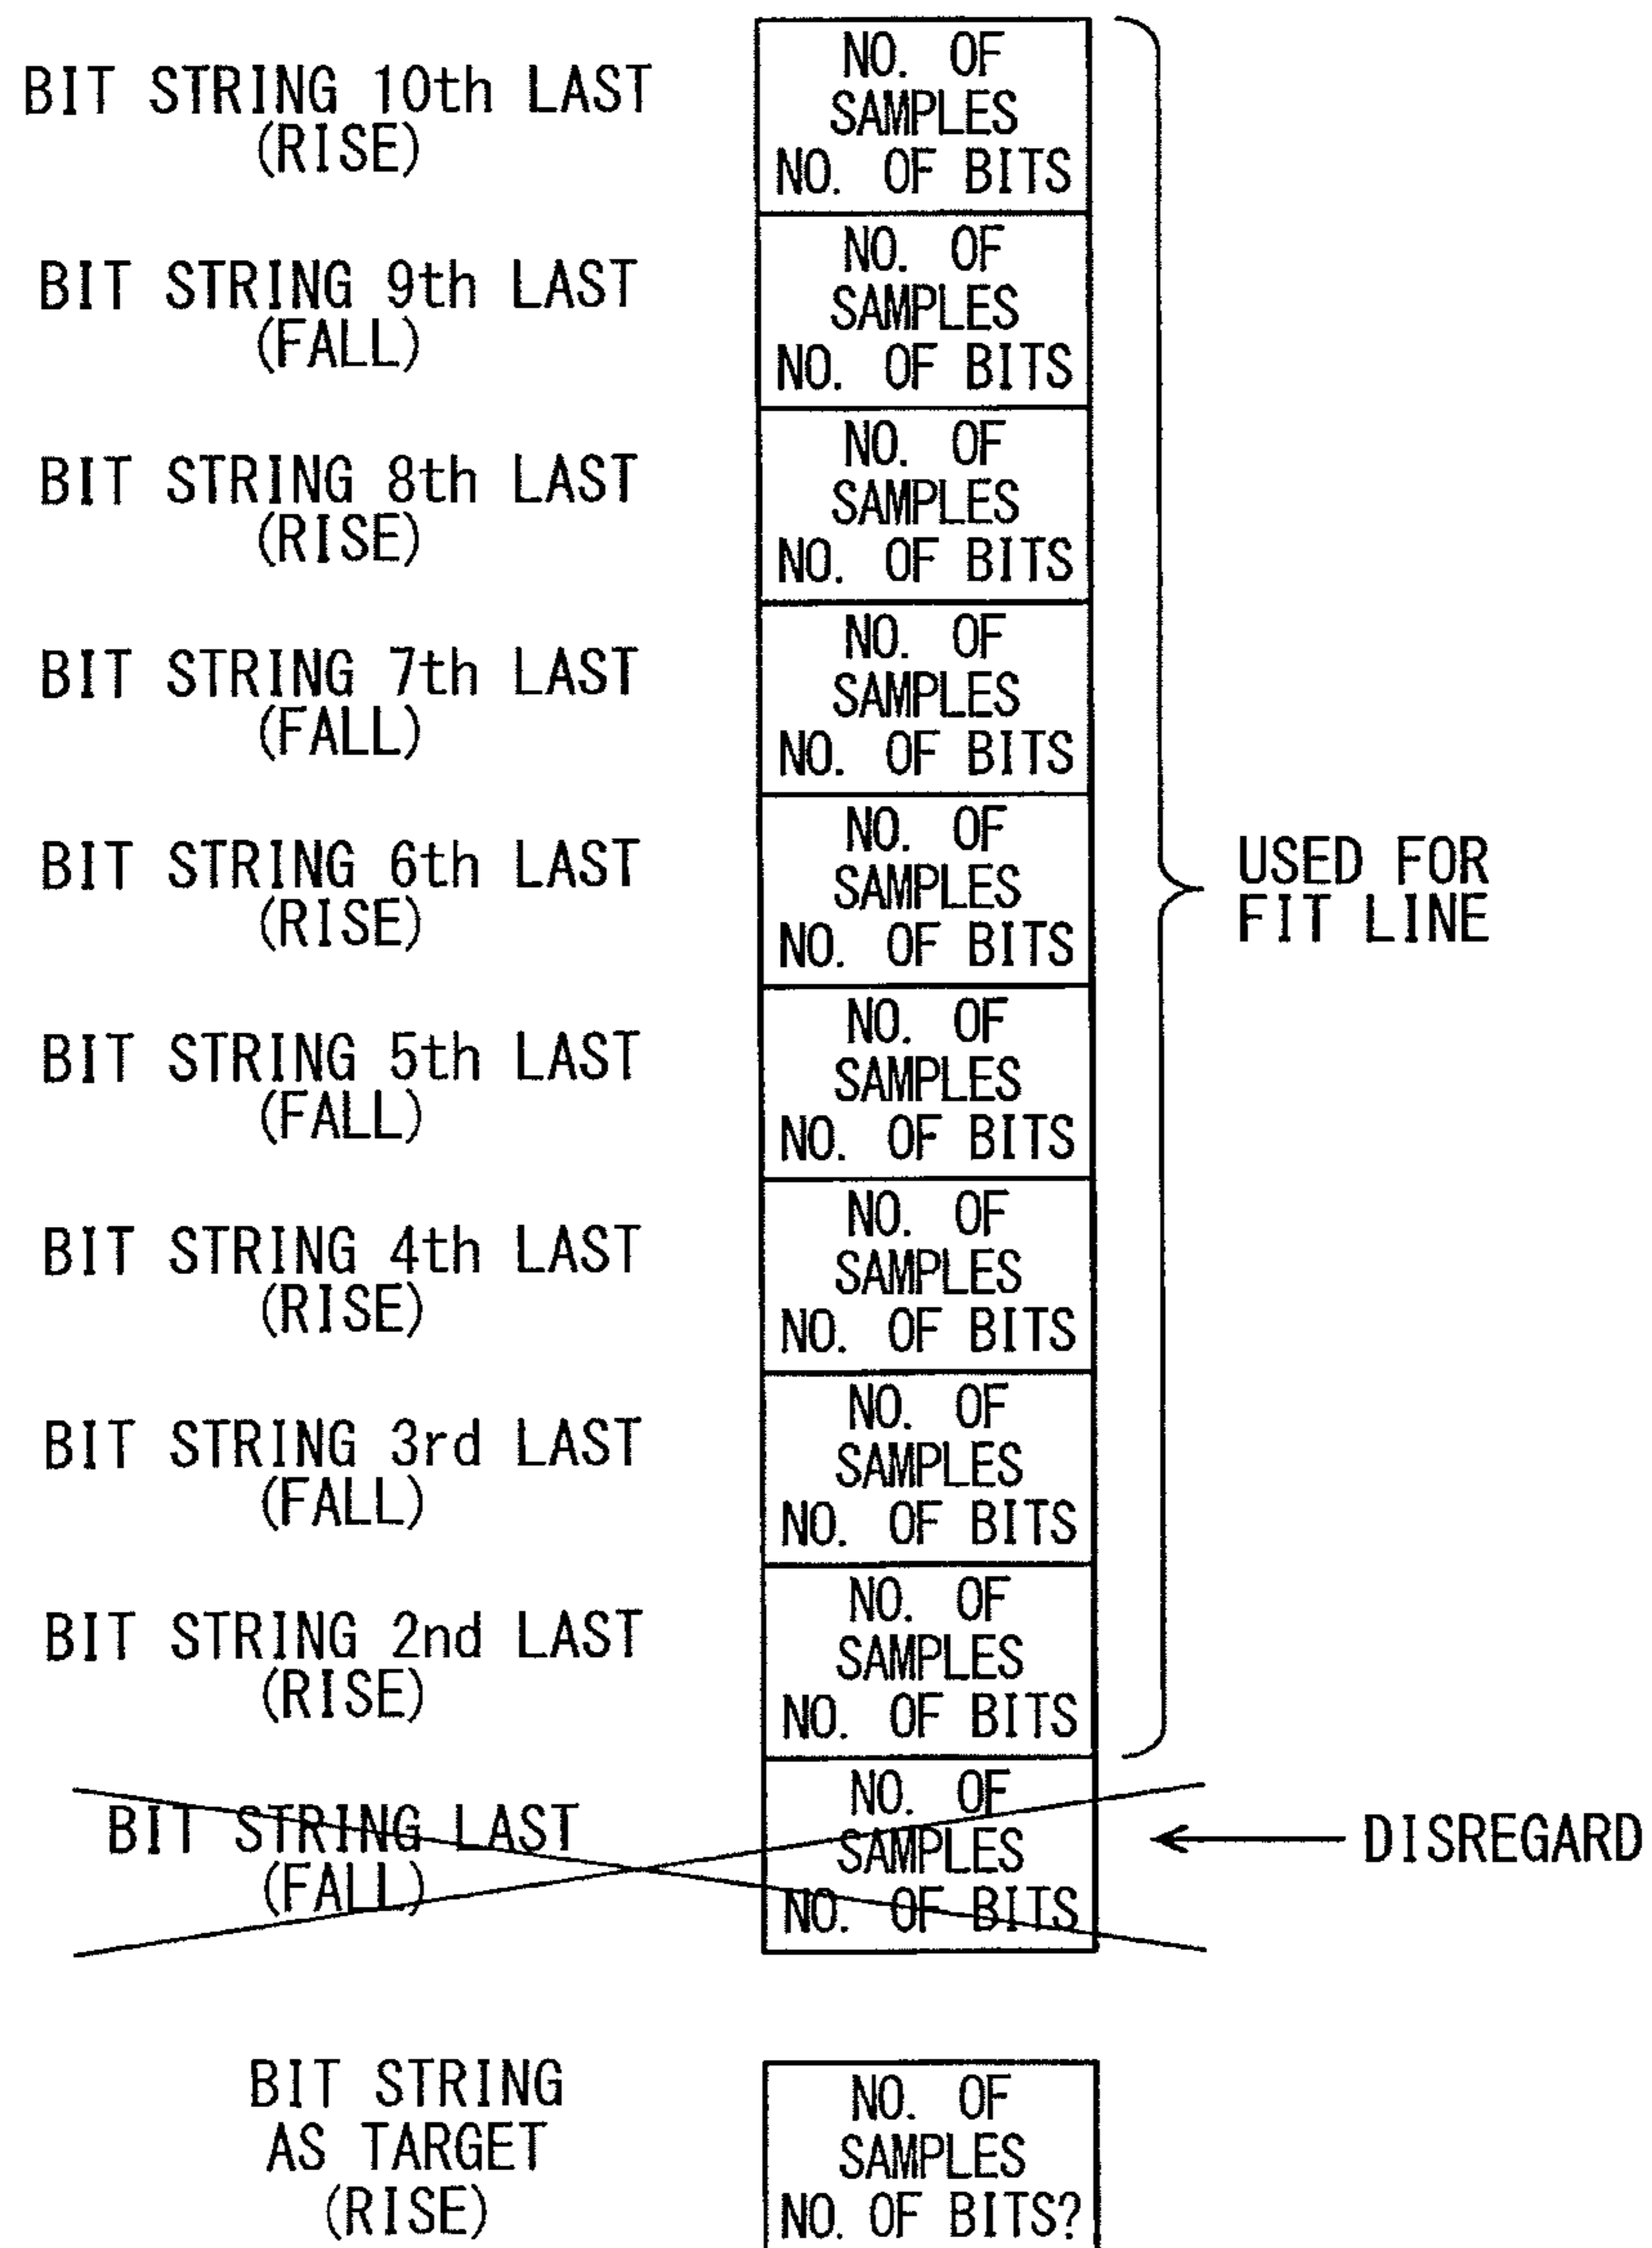 BIT STRING 10th LAST
(RISE)
NO. OF
SAMPLES
NO. OF BITS
BIT STRING 9th LAST
(FALL)
NO. OF
SAMPLES
NO. OF BITS
BIT STRING 8th LAST
(RISE)
NO. OF
SAMPLES
NO. OF BITS
BIT STRING 7th LAST
(FALL)
NO. OF
SAMPLES
NO. OF BITS
BIT STRING 6th LAST
(RISE)
NO. OF
SAMPLES
NO. OF BITS
USED FOR
FIT LINE
BIT STRING 5th LAST
(FALL)
NO. OF
SAMPLES
NO. OF BITS
BIT STRING 4th LAST
(RISE)
NO. OF
SAMPLES
NO. OF BITS
BIT STRING 3rd LAST
(FALL)
NO. OF
SAMPLES
NO. OF BITS
BIT STRING 2nd LAST
(RISE)
NO. OF
SAMPLES
NO. OF BITS
BIT STRING LAST
(FALL)
NO. OF
SAMPLES
NO. OF BITS
DISREGARD
BIT STRING
AS TARGET
(RISE)
NO. OF
SAMPLES
NO. OF BITS?